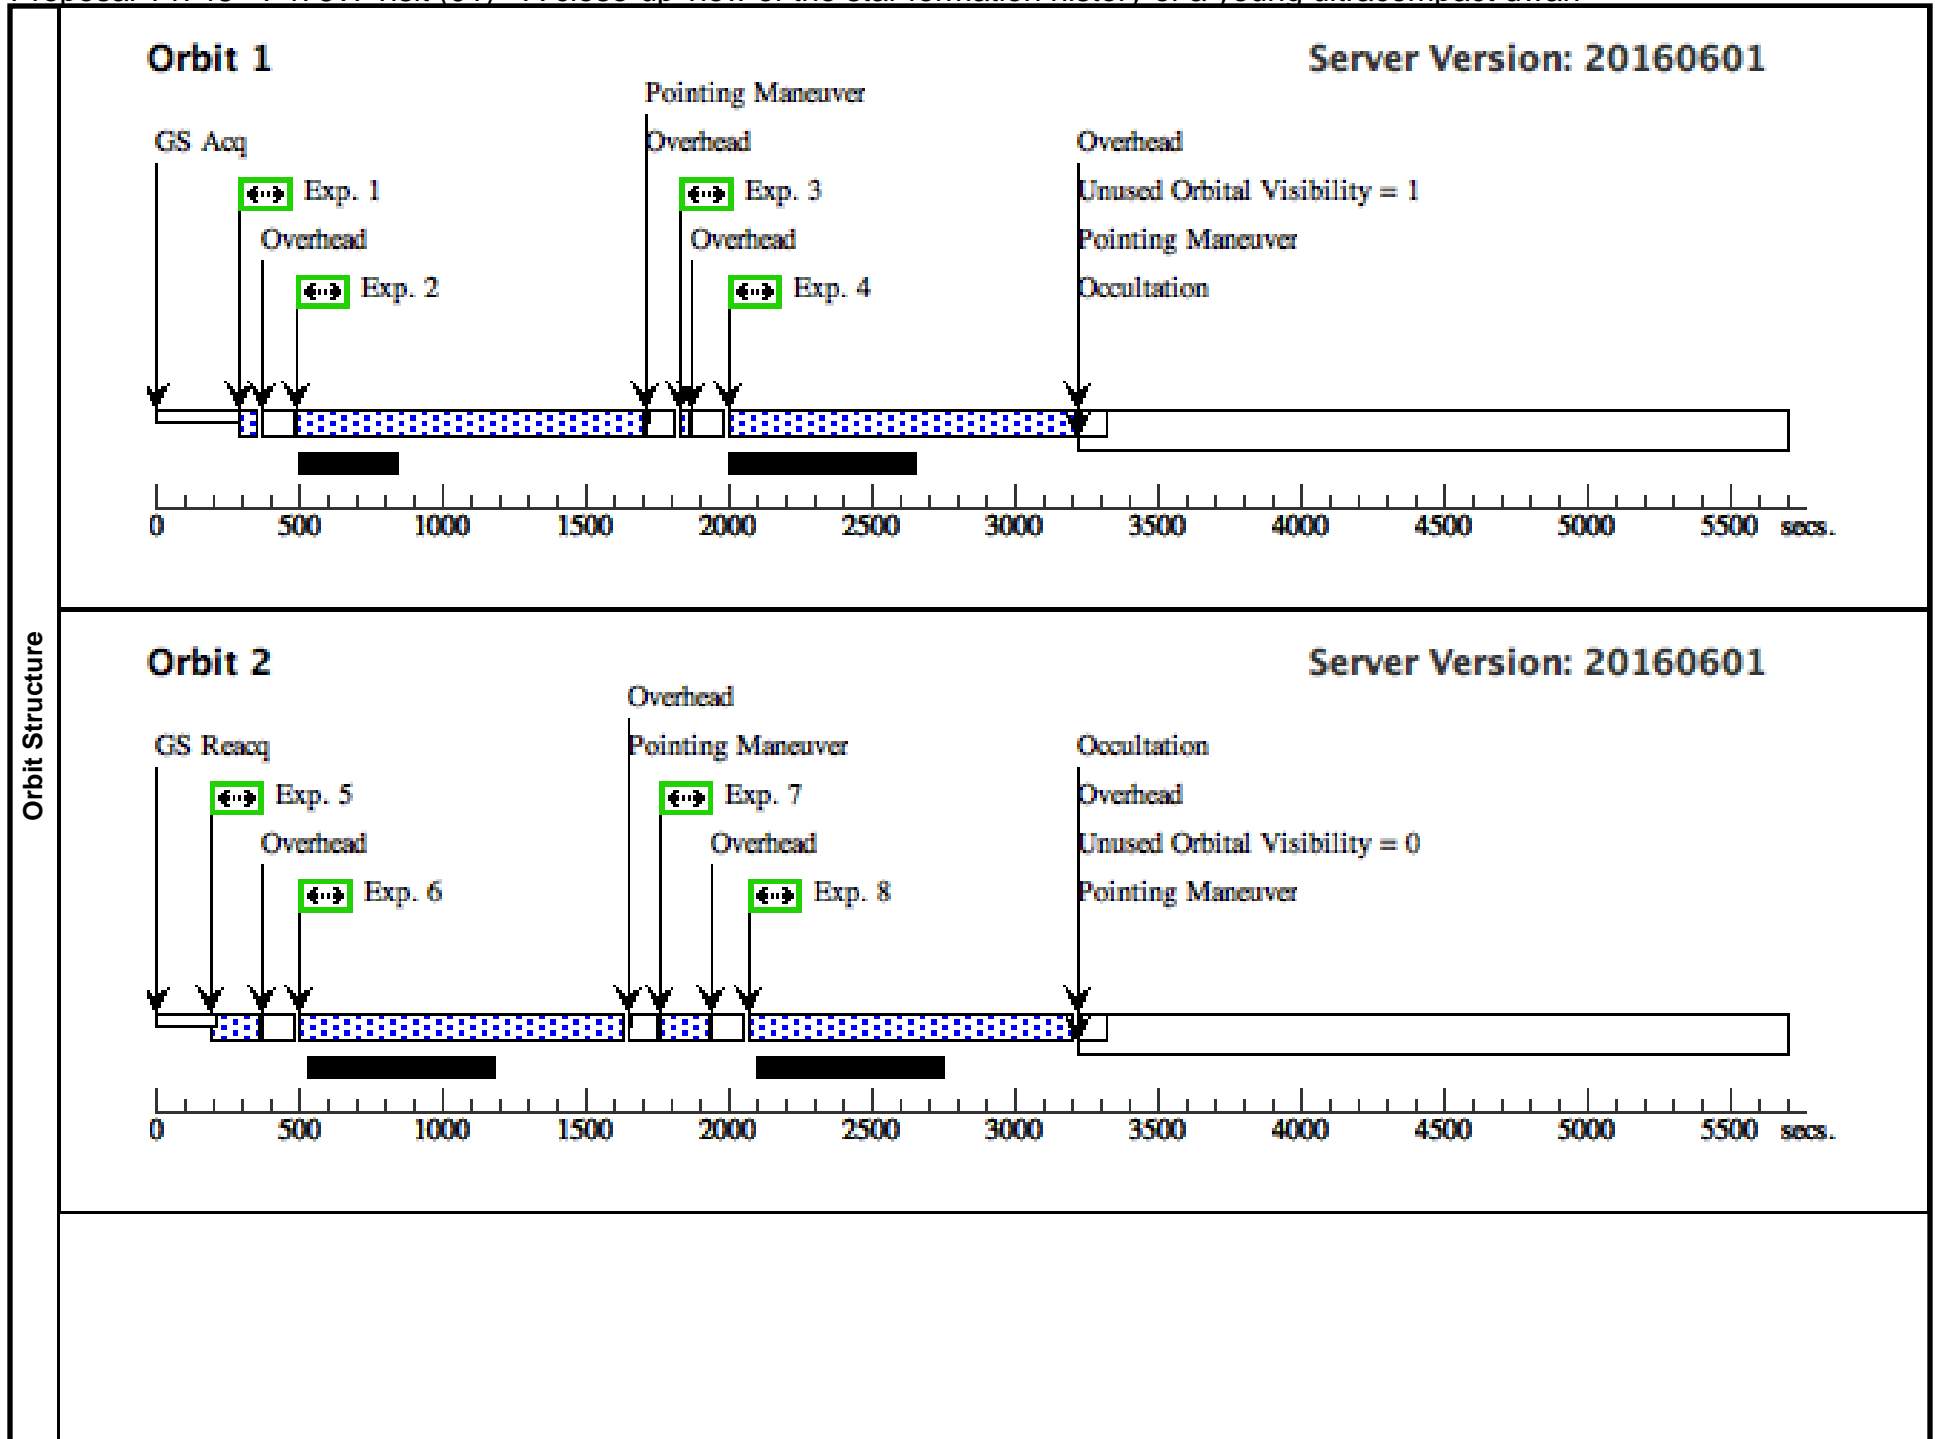 Orbit 1
Server Version: 20160601
Pointing Maneuver
GS Acq
Overhead
Overhead
Exp. 1
Exp. 3
Unused Orbital Visibility = 1
Overhead
Overhead
Pointing Maneuver
Exp. 2
Exp. 4
Occultation
0 500 1000 1500 2000 2500 3000 3500 4000 4500 5000 5500 secs.
Orbit Structure
Orbit 2
Server Version: 20160601
Overhead
GS Reacq
Pointing Maneuver
Occultation
Exp. 5
Exp. 7
Overhead
Overhead
Overhead
Unused Orbital Visibility = 0
Exp. 6
Exp. 8
Pointing Maneuver
0 500 1000 1500 2000 2500 3000 3500 4000 4500 5000 5500 secs.